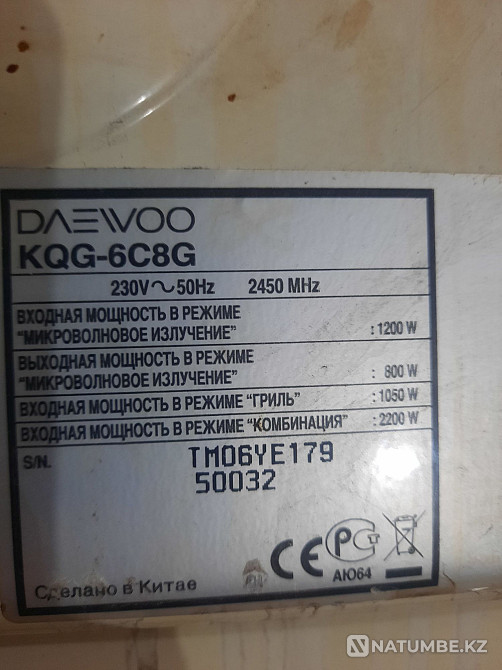 DAEWOO
KQG-6C8G
230V~50Hz 2450 MHz
ВХОДНАЯ МОЩНОСТЬ В РЕЖИМЕ
"МИКРОВОЛНОВОЕ ИЗЛУЧЕНИЕ" : 1200 W
ВЫХОДНАЯ МОЩНОСТЬ В РЕЖИМЕ
"МИКРОВОЛНОВОЕ ИЗЛУЧЕНИЕ" : 800 W
ВХОДНАЯ МОЩНОСТЬ В РЕЖИМЕ "ГРИЛЬ" : 1050 W
ВХОДНАЯ МОЩНОСТЬ В РЕЖИМЕ "КОМБИНАЦИЯ" : 2200 W
S/N. TM06YE179
50032
CE РСТ
АЮ64
Сделано в Китае
NATUMBE.KZ